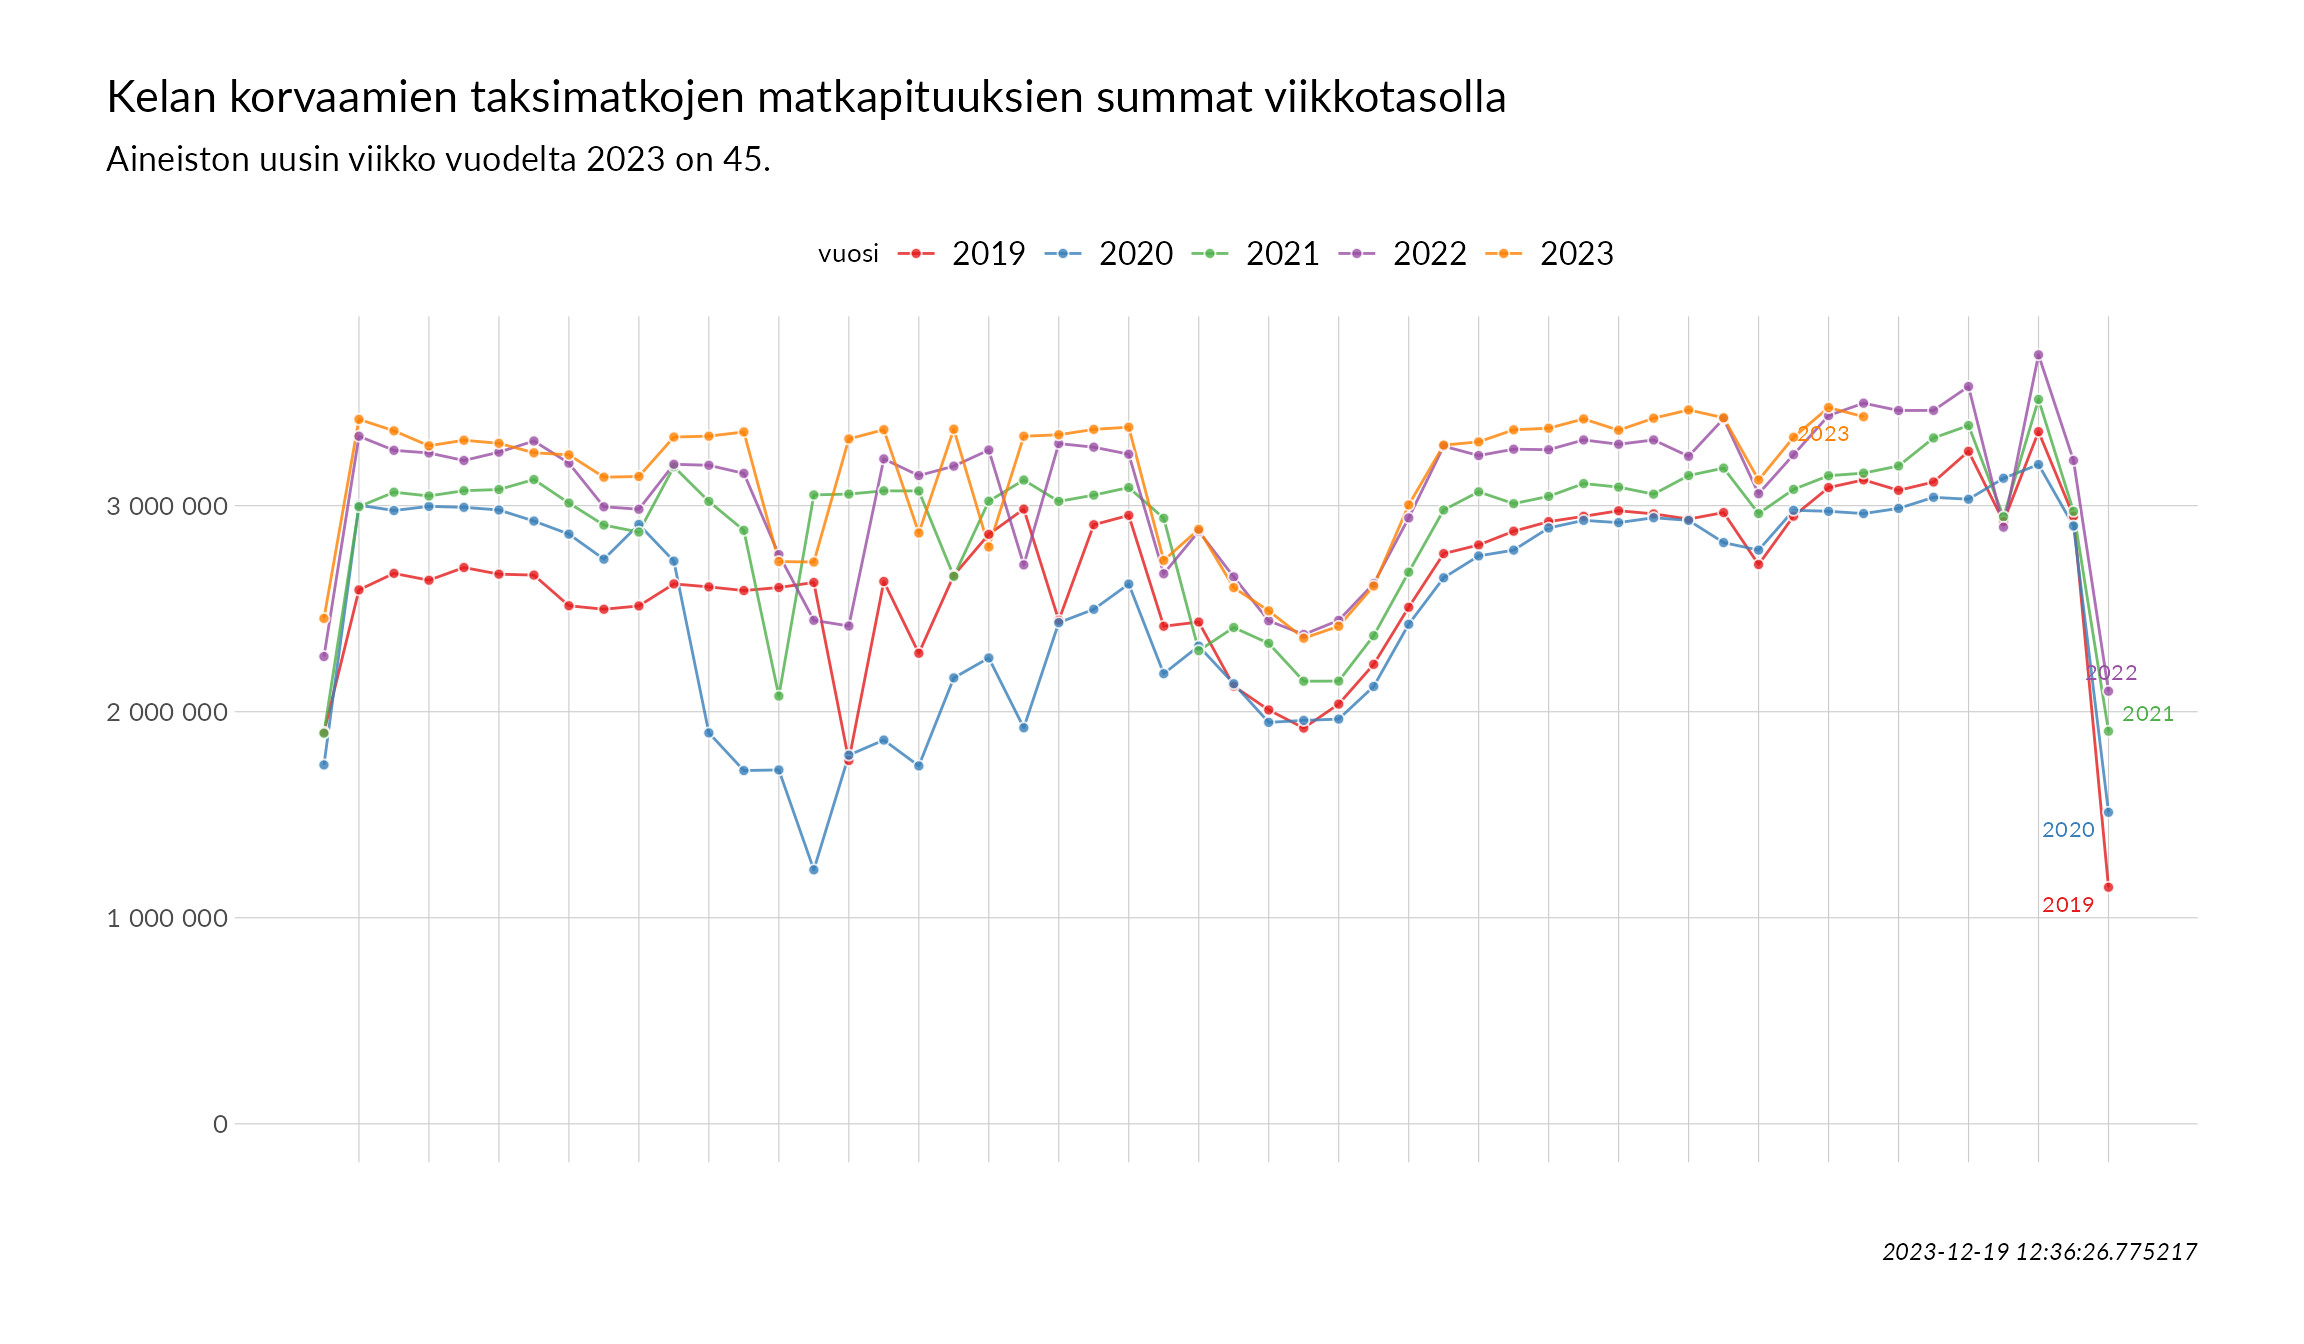 Kelan korvaamien taksimatkojen matkapituuksien summat viikkotasolla
Aineiston uusin viikko vuodelta 2023 on 45.
vuosi 2019 2020 2021 2022 2023
3 000 000
2 000 000
1 000 000
0
2023
2022
2021
2020
2019
2023-12-19 12:36:26.775217